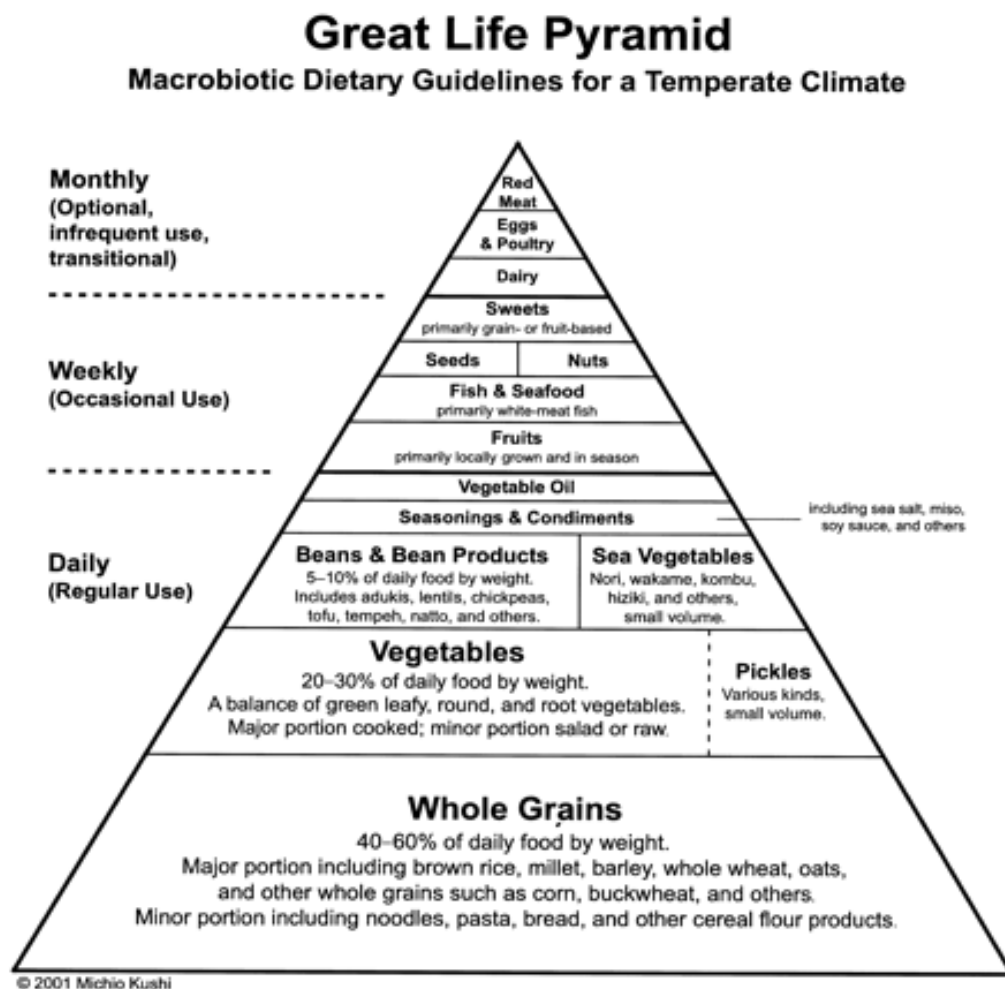 Great Life Pyramid
Macrobiotic Dietary Guidelines for a Temperate Climate
Monthly
(Optional,
infrequent use,
transitional)
Red
Meat
Eggs
& Poultry
Dairy
Weekly
(Occasional Use)
Sweets
primarily grain- or fruit-based
Seeds
Nuts
Fish & Seafood
primarily white-meat fish
Fruits
primarily locally grown and in season
Daily
(Regular Use)
Vegetable Oil
Seasonings & Condiments
including sea salt, miso,
soy sauce, and others
Beans & Bean Products
5–10% of daily food by weight.
Includes adukis, lentils, chickpeas,
tofu, tempeh, natto, and others.
Sea Vegetables
Nori, wakame, kombu,
hiziki, and others,
small volume.
Vegetables
20–30% of daily food by weight.
A balance of green leafy, round, and root vegetables.
Major portion cooked; minor portion salad or raw.
Pickles
Various kinds,
small volume.
Whole Grains
40–60% of daily food by weight.
Major portion including brown rice, millet, barley, whole wheat, oats,
and other whole grains such as corn, buckwheat, and others.
Minor portion including noodles, pasta, bread, and other cereal flour products.
© 2001 Michio Kushi